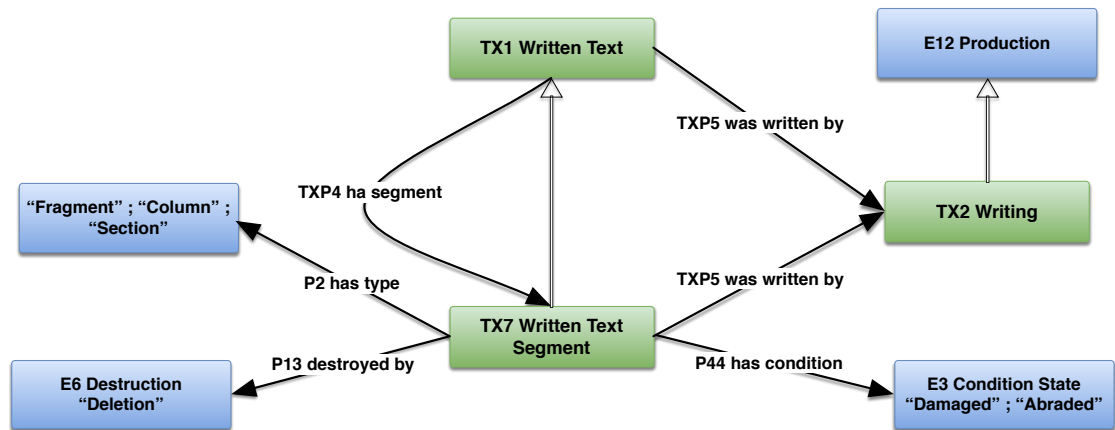 TX1 Written Text
E12 Production
TXP5 was written by
TXP4 ha segment
“Fragment” ; “Column” ;
“Section”
TX2 Writing
P2 has type
TXP5 was written by
TX7 Written Text
Segment
P13 destroyed by
P44 has condition
E6 Destruction
“Deletion”
E3 Condition State
“Damaged” ; “Abraded”